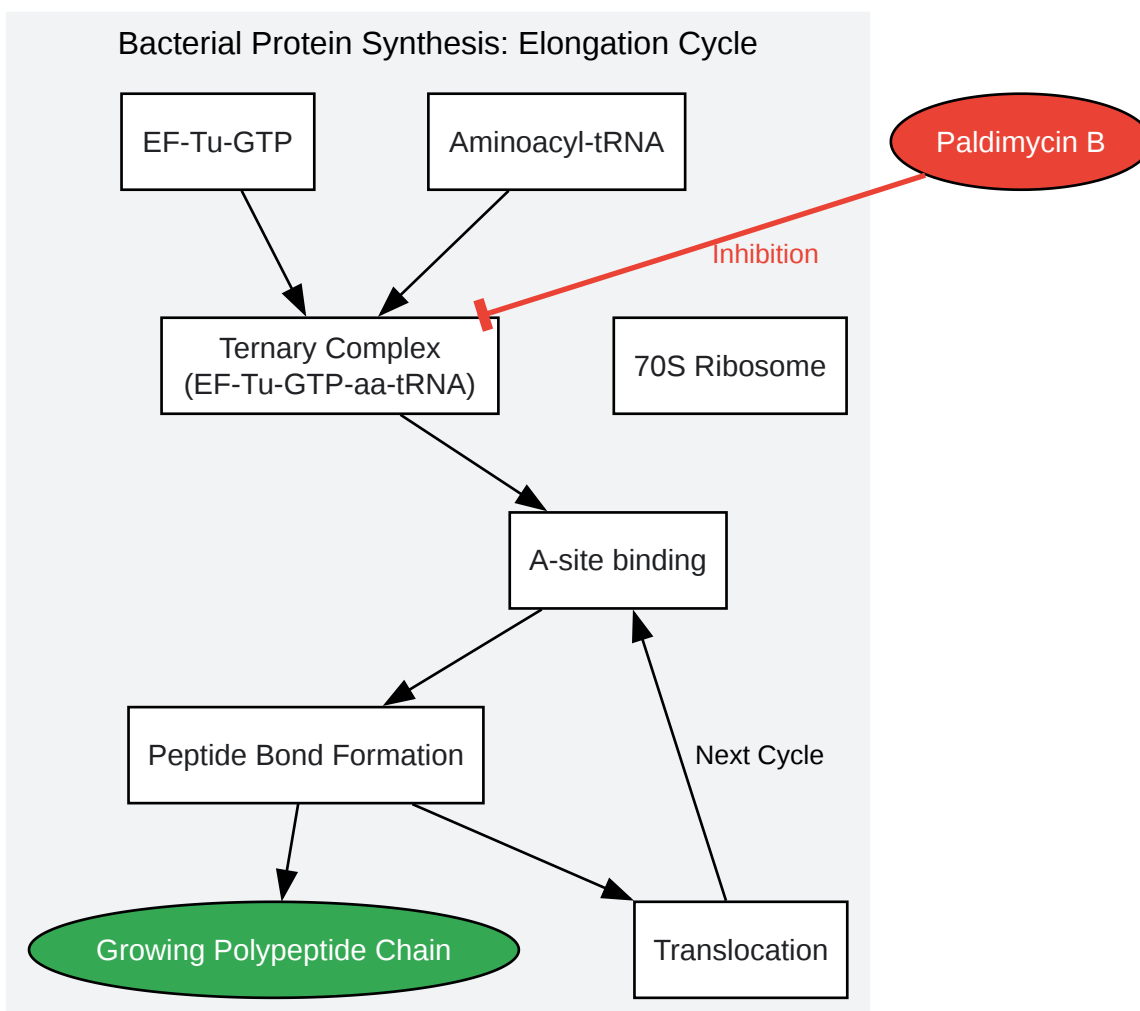 Bacterial Protein Synthesis: Elongation Cycle
EF-Tu-GTP
Aminoacyl-tRNA
Paldimycin B
Inhibition
Ternary Complex
(EF-Tu-GTP-aa-tRNA)
70S Ribosome
A-site binding
Peptide Bond Formation
Next Cycle
Growing Polypeptide Chain
Translocation